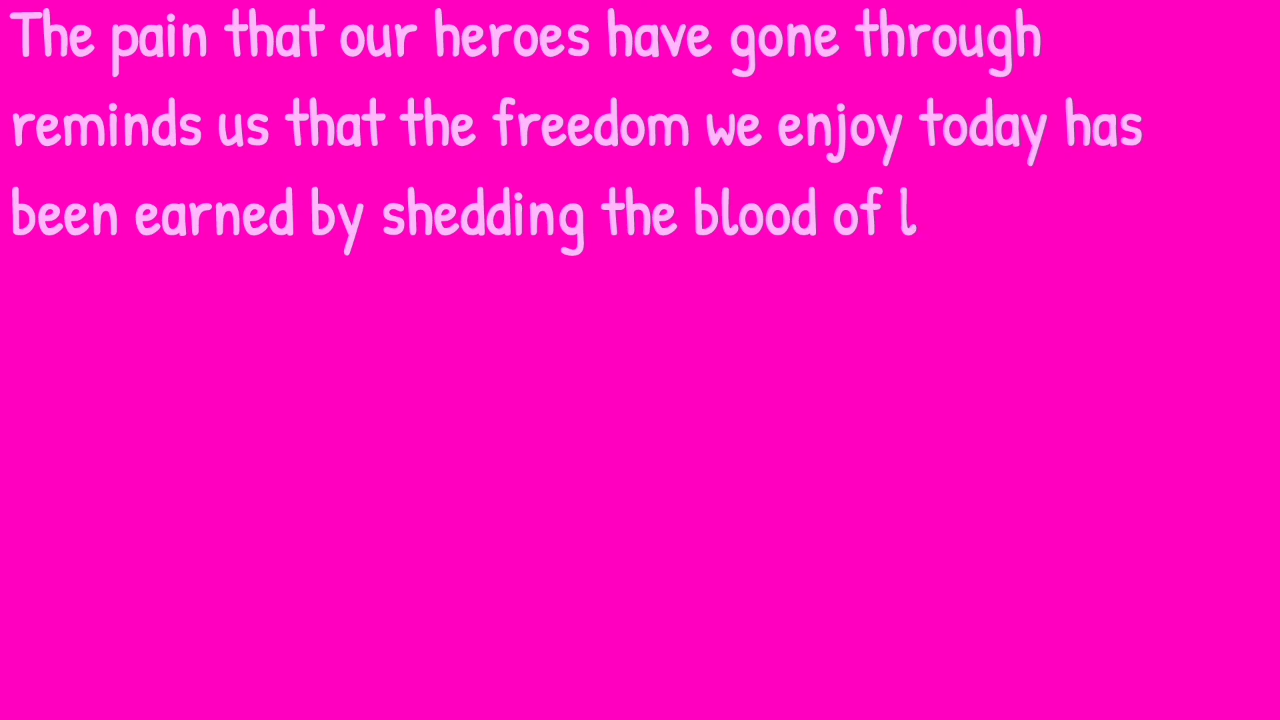 The pain that our heroes have gone through
reminds us that the freedom we enjoy today has
been earned by shedding the blood of l